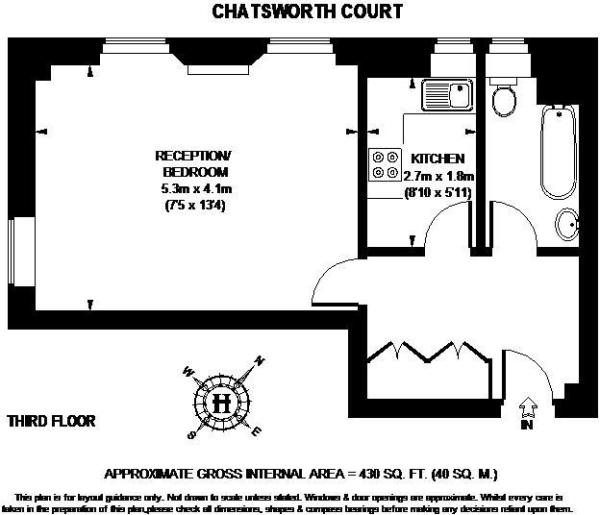 CHATSWORTH COURT
RECEPTION/
BEDROOM
5.3m x 4.1m
(7'5 x 13'4)
KITCHEN
2.7m x 1.8m
(8'10 x 5'11)
N
W
H
S
E
IN
THIRD FLOOR
APPROXIMATE GROSS INTERNAL AREA = 430 SQ. FT. (40 SQ. M.)
This plan is for layout guidance only. Not drawn to scale unless stated. Windows & door openings are approximate. Whilst every care is
taken in the preparation of this plan,please check all dimensions, shapes & compass bearings before making any decisions reliant upon them.